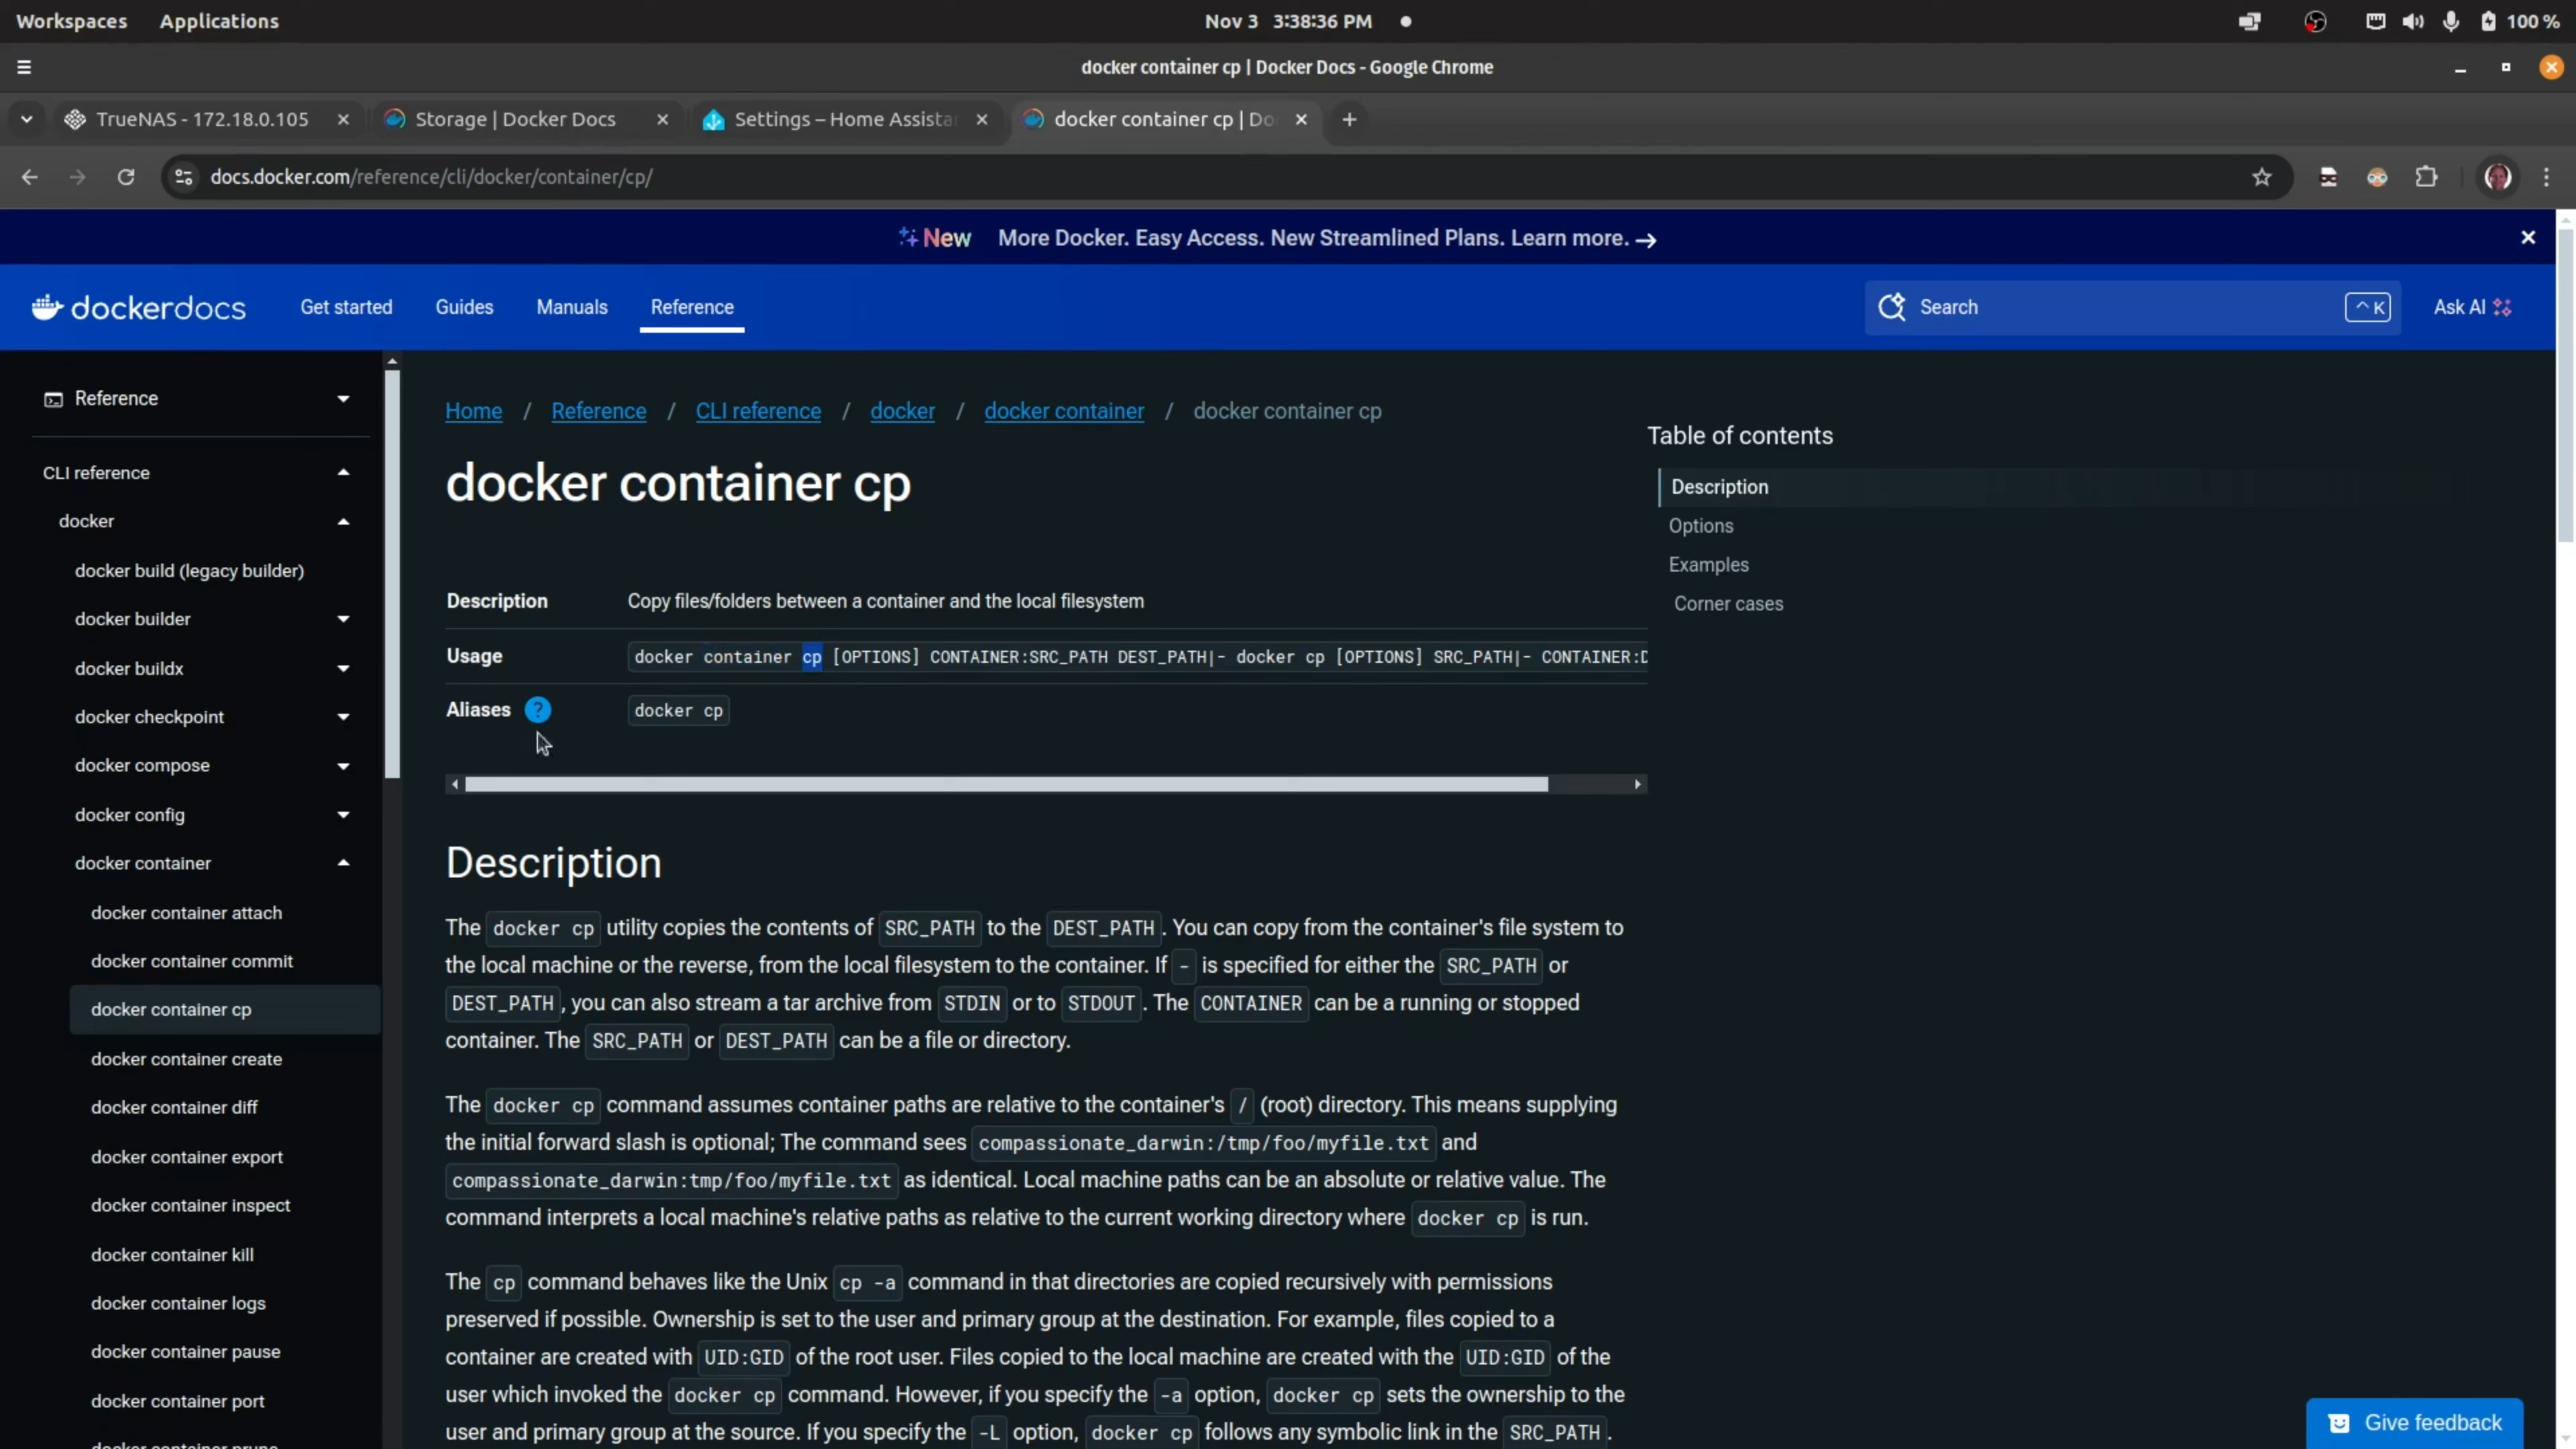 Workspaces Applications Nov 3 3:38:36 PM 100 %
docker container cp | Docker Docs - Google Chrome
TrueNAS - 172.18.0.105 Storage | Docker Docs Settings – Home Assista docker container cp | Do
docs.docker.com/reference/cli/docker/container/cp/
New More Docker. Easy Access. New Streamlined Plans. Learn more. →
dockerdocs Get started Guides Manuals Reference Search ^ K Ask AI
Reference
CLI reference
docker
docker build (legacy builder)
docker builder
docker buildx
docker checkpoint
docker compose
docker config
docker container
docker container attach
docker container commit
docker container cp
docker container create
docker container diff
docker container export
docker container inspect
docker container kill
docker container logs
docker container pause
docker container port
docker container prune
Home / Reference / CLI reference / docker / docker container / docker container cp
docker container cp
Description Copy files/folders between a container and the local filesystem
Usage docker container cp [OPTIONS] CONTAINER:SRC_PATH DEST_PATH|- docker cp [OPTIONS] SRC_PATH|- CONTAINER:D
Aliases ? docker cp
Description
The docker cp utility copies the contents of SRC_PATH to the DEST_PATH . You can copy from the container's file system to
the local machine or the reverse, from the local filesystem to the container. If - is specified for either the SRC_PATH or
DEST_PATH , you can also stream a tar archive from STDIN or to STDOUT . The CONTAINER can be a running or stopped
container. The SRC_PATH or DEST_PATH can be a file or directory.
The docker cp command assumes container paths are relative to the container's / (root) directory. This means supplying
the initial forward slash is optional; The command sees compassionate_darwin:/tmp/foo/myfile.txt and
compassionate_darwin:tmp/foo/myfile.txt as identical. Local machine paths can be an absolute or relative value. The
command interprets a local machine's relative paths as relative to the current working directory where docker cp is run.
The cp command behaves like the Unix cp -a command in that directories are copied recursively with permissions
preserved if possible. Ownership is set to the user and primary group at the destination. For example, files copied to a
container are created with UID:GID of the root user. Files copied to the local machine are created with the UID:GID of the
user which invoked the docker cp command. However, if you specify the -a option, docker cp sets the ownership to the
user and primary group at the source. If you specify the -L option, docker cp follows any symbolic link in the SRC_PATH .
Table of contents
Description
Options
Examples
Corner cases
Give feedback